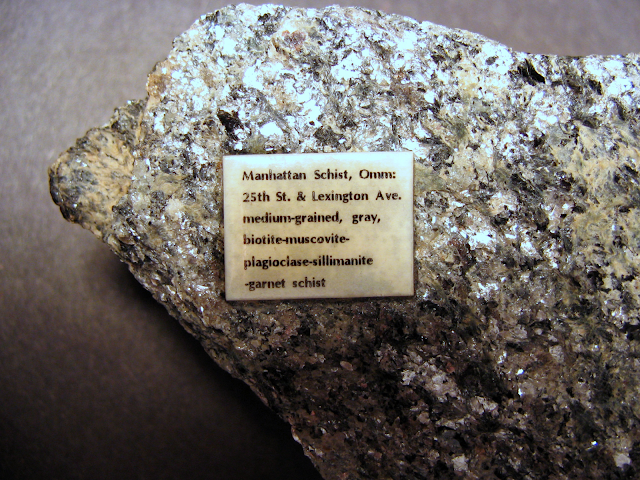 Manhattan Schist, Omm:
25th St. & Lexington Ave.
medium-grained, gray,
biotite-muscovite-
plagioclase-sillimanite
-garnet schist